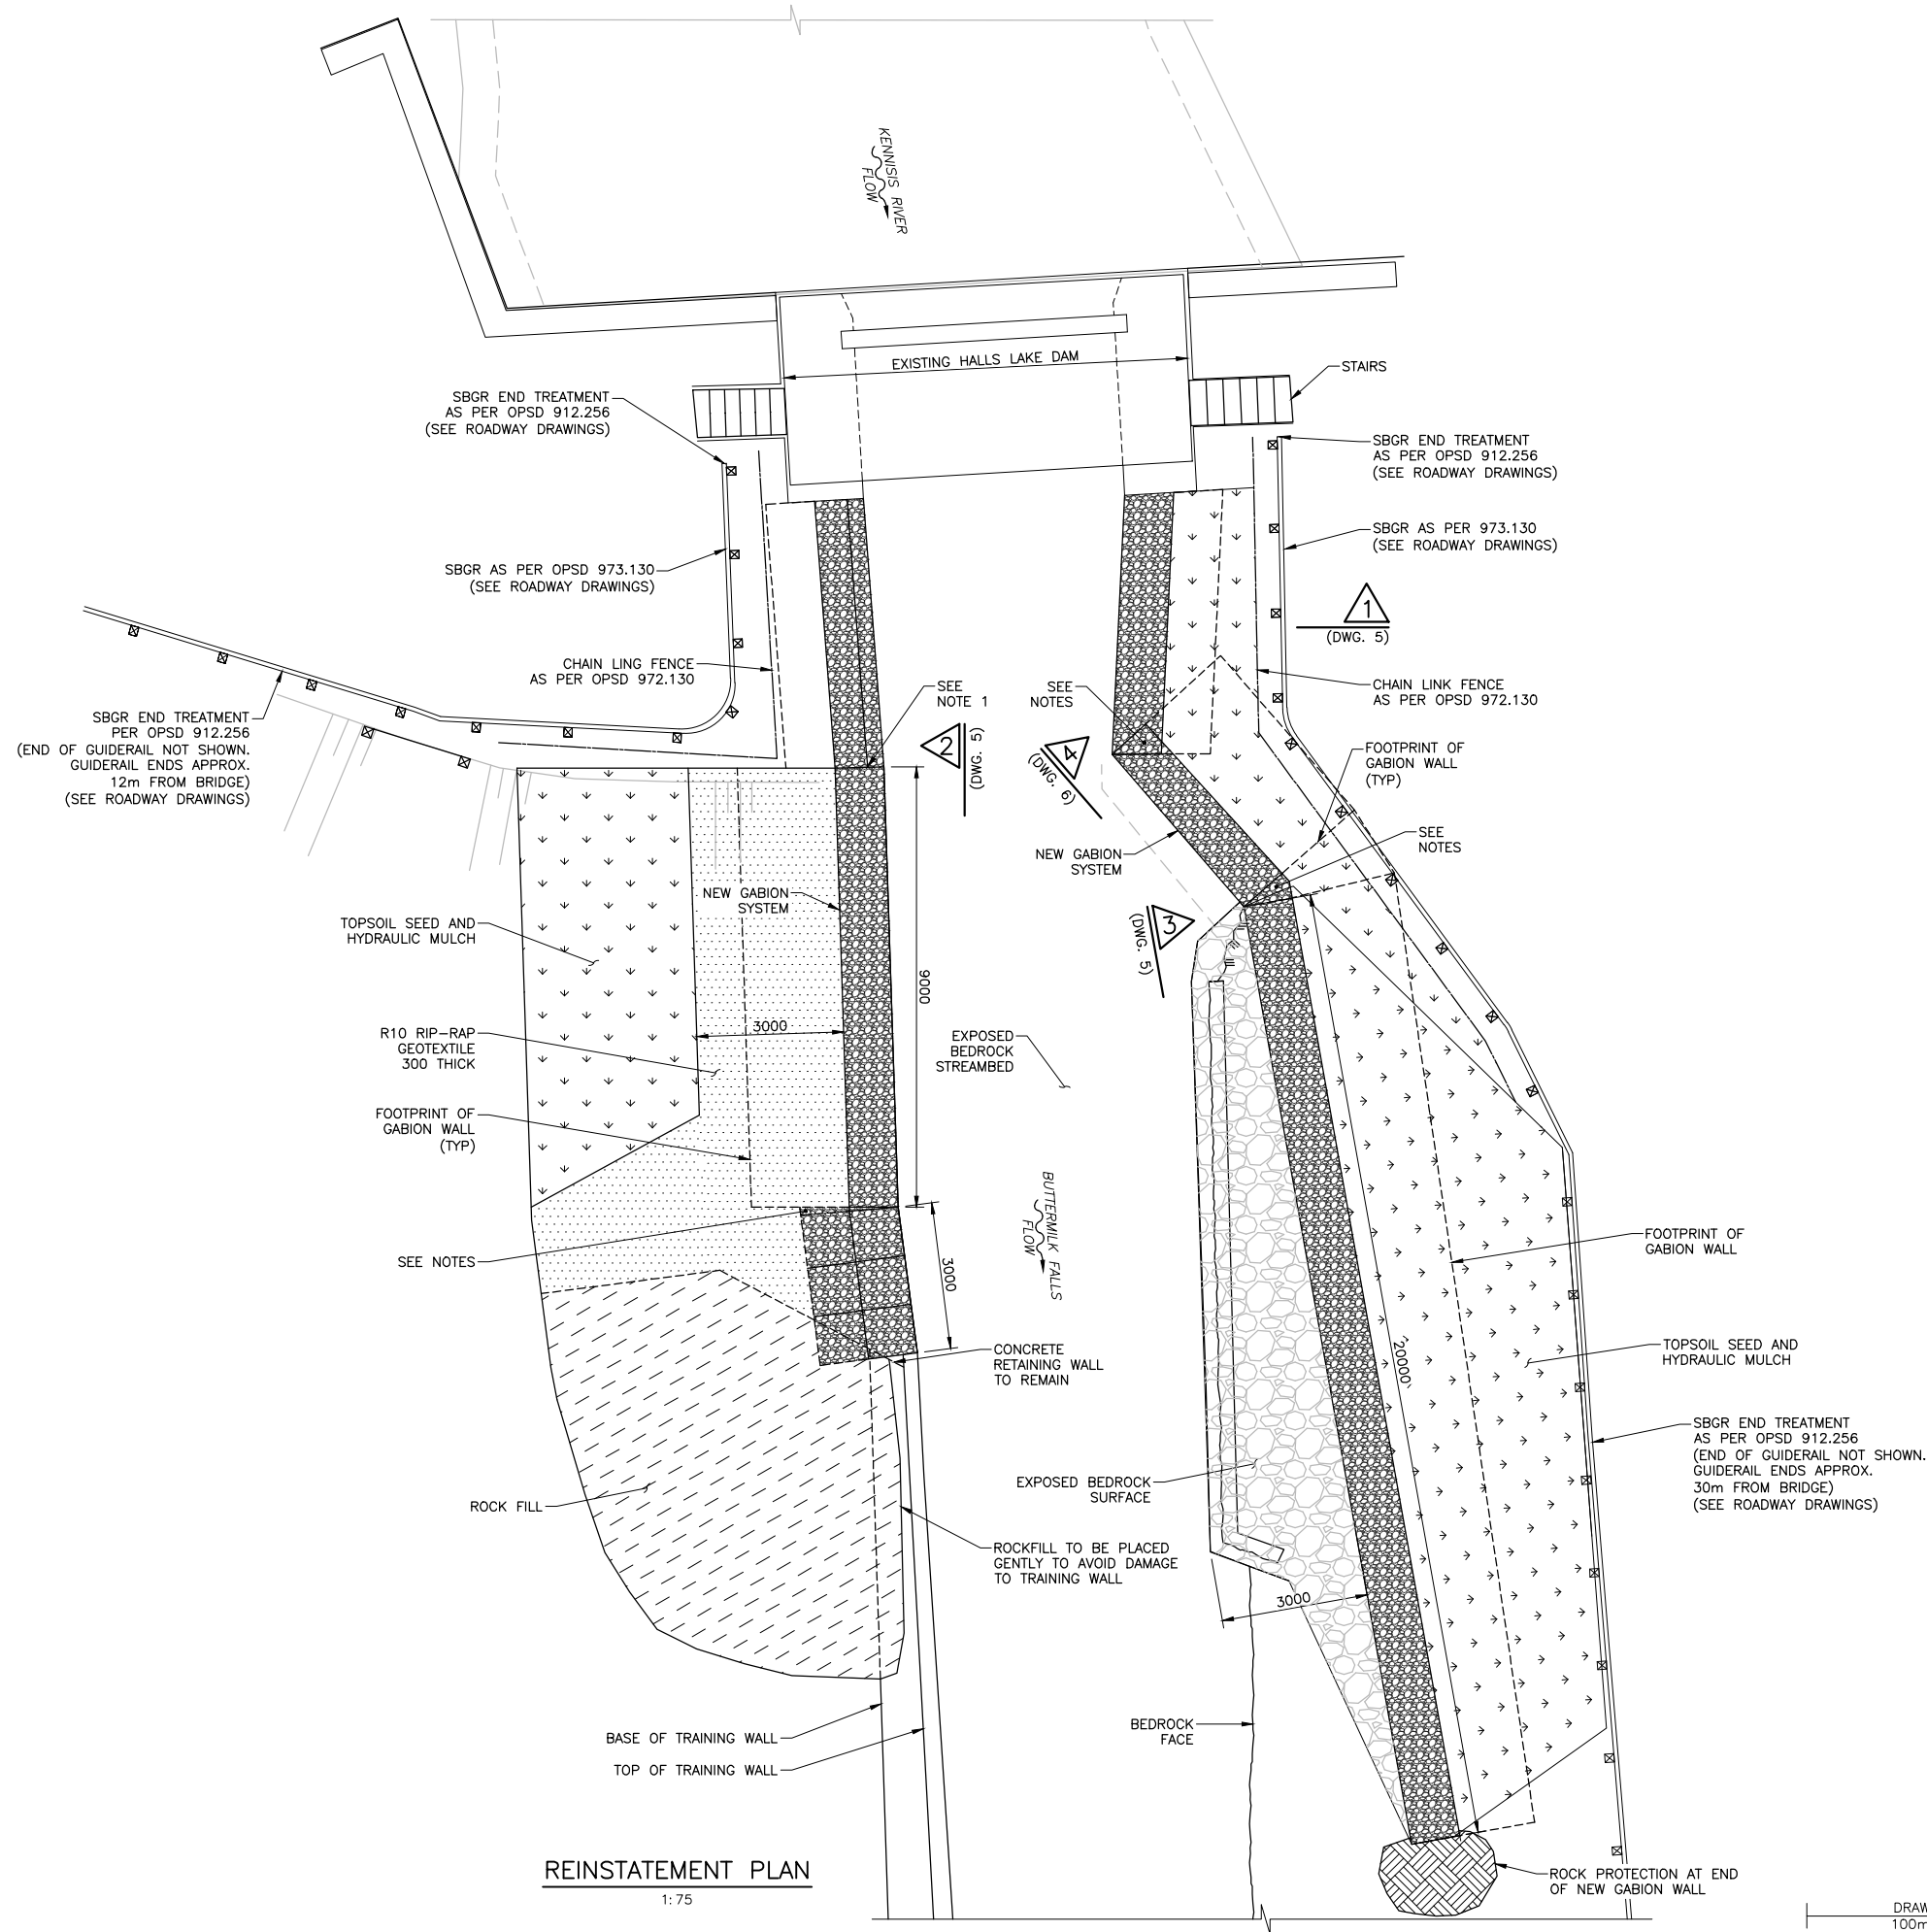 KENNISIS RIVER
FLOW
EXISTING HALLS LAKE DAM
STAIRS
SBGR END TREATMENT
AS PER OPSD 912.256
(SEE ROADWAY DRAWINGS)
SBGR END TREATMENT
AS PER OPSD 912.256
(SEE ROADWAY DRAWINGS)
SBGR AS PER 973.130
(SEE ROADWAY DRAWINGS)
SBGR AS PER OPSD 973.130
(SEE ROADWAY DRAWINGS)
1
(DWG. 5)
CHAIN LING FENCE
AS PER OPSD 972.130
SEE
NOTE 1
SEE
NOTES
CHAIN LINK FENCE
AS PER OPSD 972.130
SBGR END TREATMENT
PER OPSD 912.256
(END OF GUIDERAIL NOT SHOWN.
GUIDERAIL ENDS APPROX.
12m FROM BRIDGE)
(SEE ROADWAY DRAWINGS)
2
(DWG. 5)
4
(DWG. 6)
FOOTPRINT OF
GABION WALL
(TYP)
SEE
NOTES
NEW GABION
SYSTEM
NEW GABION
SYSTEM
3
(DWG. 5)
TOPSOIL SEED AND
HYDRAULIC MULCH
9000
3000
R10 RIP-RAP
GEOTEXTILE
300 THICK
EXPOSED
BEDROCK
STREAMBED
FOOTPRINT OF
GABION WALL
(TYP)
BUTTERMILK FALLS
FLOW
SEE NOTES
3000
FOOTPRINT OF
GABION WALL
CONCRETE
RETAINING WALL
TO REMAIN
20000
TOPSOIL SEED AND
HYDRAULIC MULCH
SBGR END TREATMENT
AS PER OPSD 912.256
(END OF GUIDERAIL NOT SHOWN.
GUIDERAIL ENDS APPROX.
30m FROM BRIDGE)
(SEE ROADWAY DRAWINGS)
EXPOSED BEDROCK
SURFACE
ROCK FILL
ROCKFILL TO BE PLACED
GENTLY TO AVOID DAMAGE
TO TRAINING WALL
3000
BASE OF TRAINING WALL
TOP OF TRAINING WALL
BEDROCK
FACE
REINSTATEMENT PLAN
1:75
ROCK PROTECTION AT END
OF NEW GABION WALL
DRAW
100m